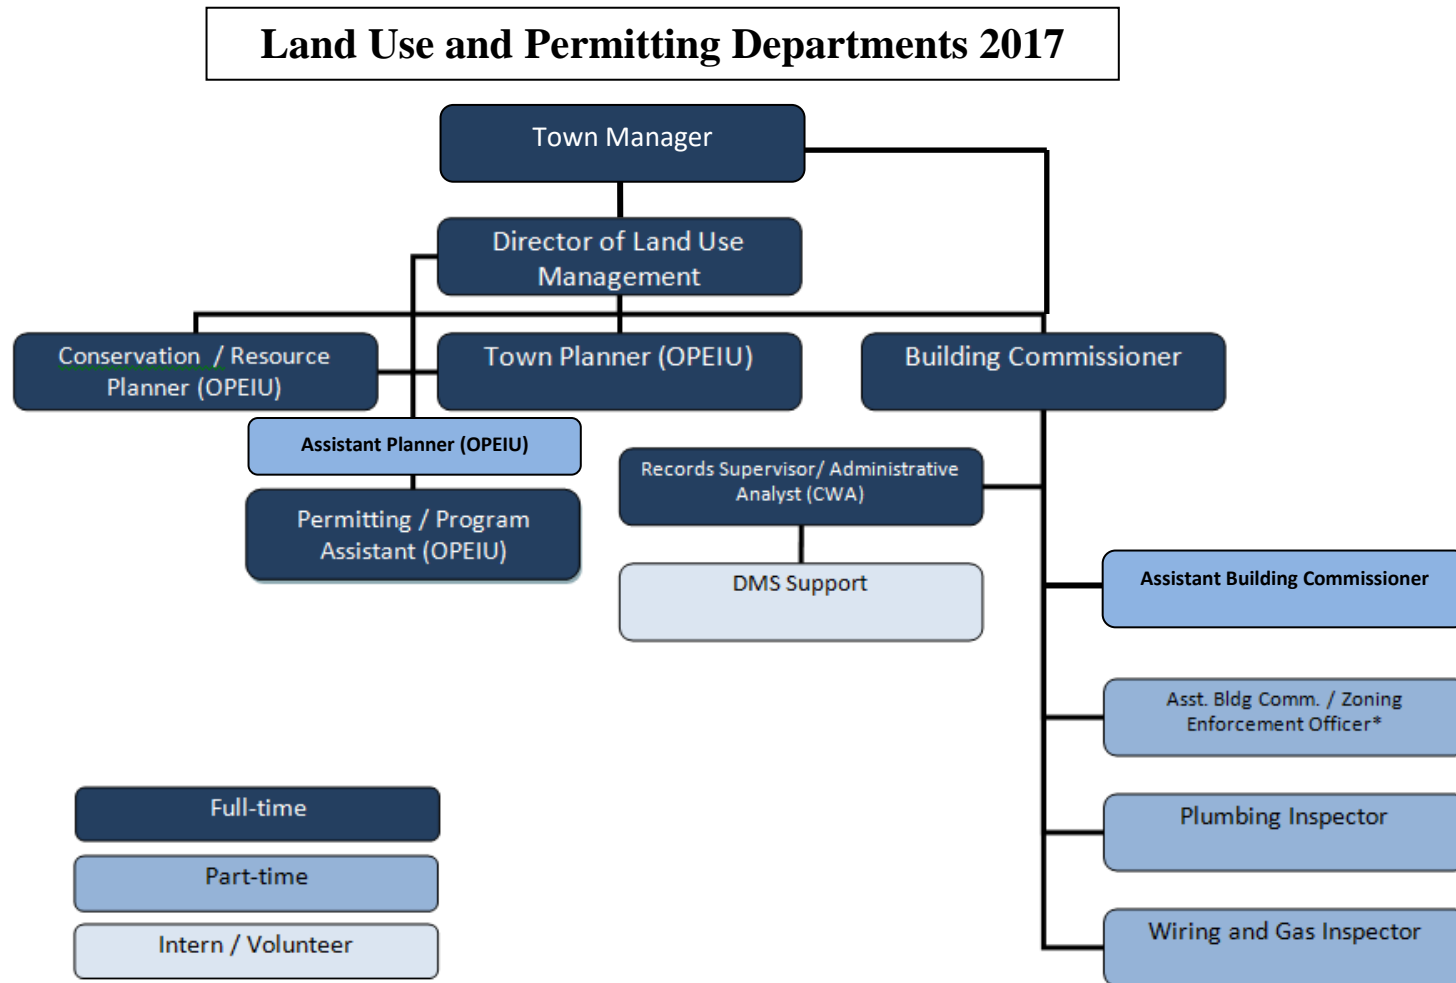 Land Use and Permitting Departments 2017
Town Manager
Director of Land Use
Management
Conservation / Resource
Planner (OPEIU)
Town Planner (OPEIU)
Building Commissioner
Assistant Planner (OPEIU)
Permitting / Program
Assistant (OPEIU)
Records Supervisor/ Administrative
Analyst (CWA)
DMS Support
Assistant Building Commissioner
Asst. Bldg Comm. / Zoning
Enforcement Officer*
Plumbing Inspector
Wiring and Gas Inspector
Full-time
Part-time
Intern / Volunteer